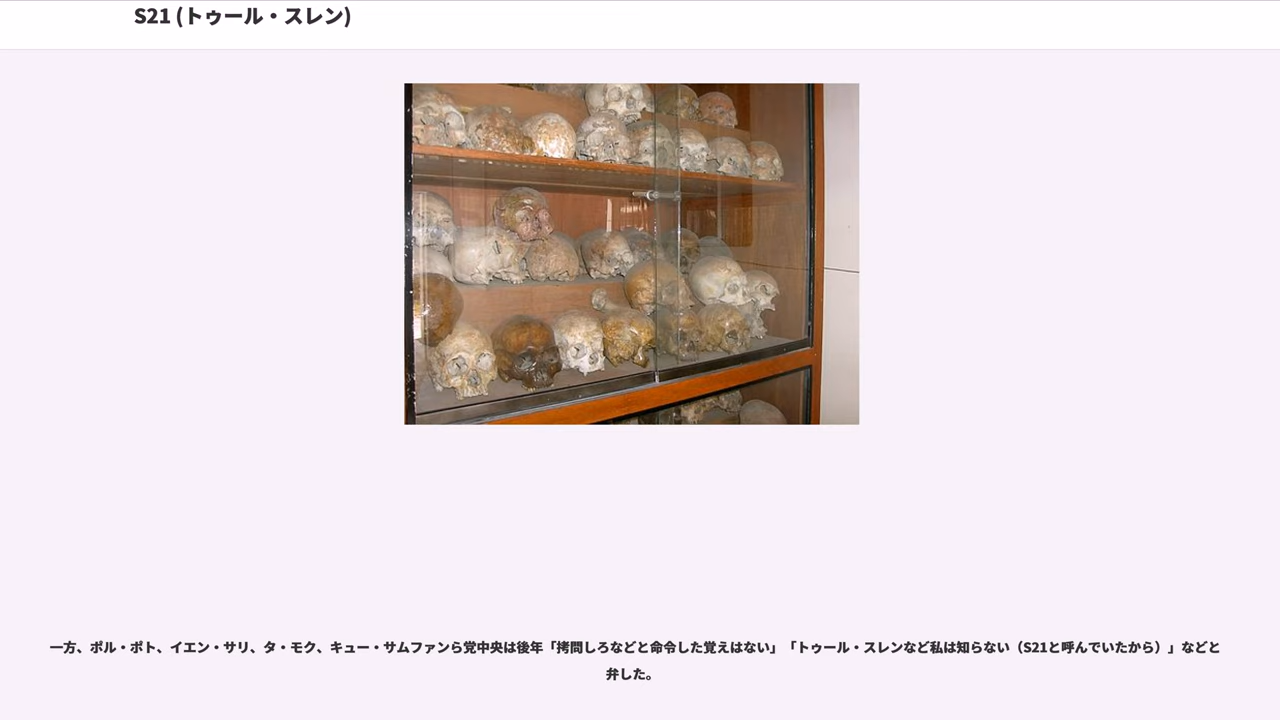 S21 (トゥール・スレン)
一方、ポル・ポト、イエン・サリ、タ・モク、キュー・サムファンら党中央は後年「拷問しろなどと命令した覚えはない」「トゥール・スレンなど私は知らない（S21と呼んでいたから）」などと
弁した。